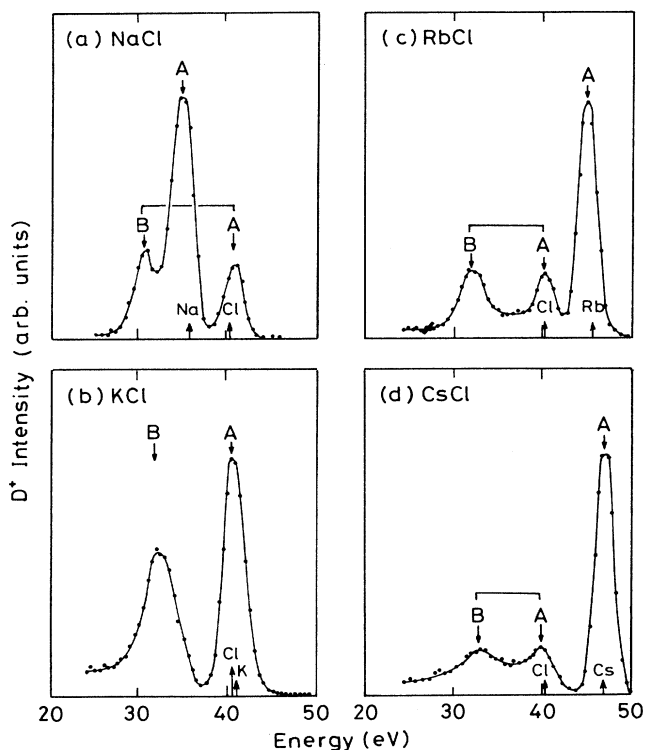 (a) NaCl
A
B
A
Na
Cl
(c) RbCl
A
B
A
Cl
Rb
(b) KCl
B
A
Cl
K
20 30 40 50
(d) CsCl
A
B
A
Cl
Cs
20 30 40 50
D⁺ Intensity (arb. units)
Energy (eV)